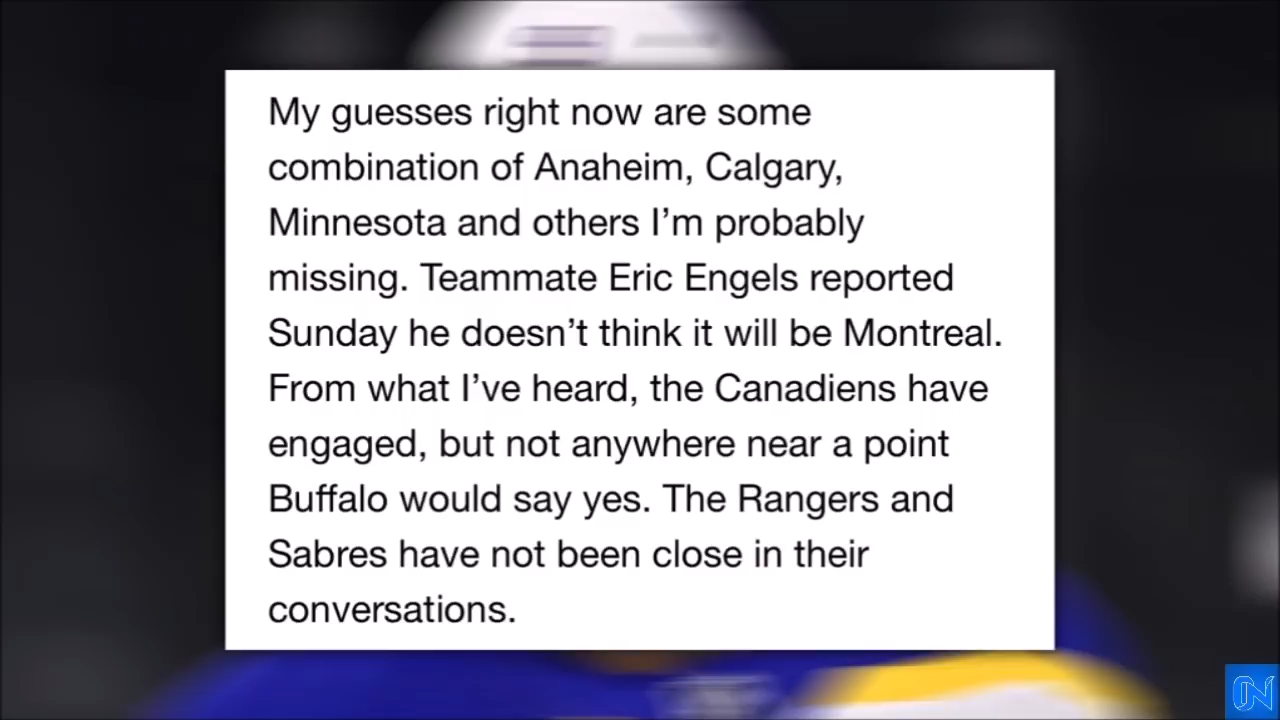 My guesses right now are some
combination of Anaheim, Calgary,
Minnesota and others I’m probably
missing. Teammate Eric Engels reported
Sunday he doesn’t think it will be Montreal.
From what I’ve heard, the Canadiens have
engaged, but not anywhere near a point
Buffalo would say yes. The Rangers and
Sabres have not been close in their
conversations.